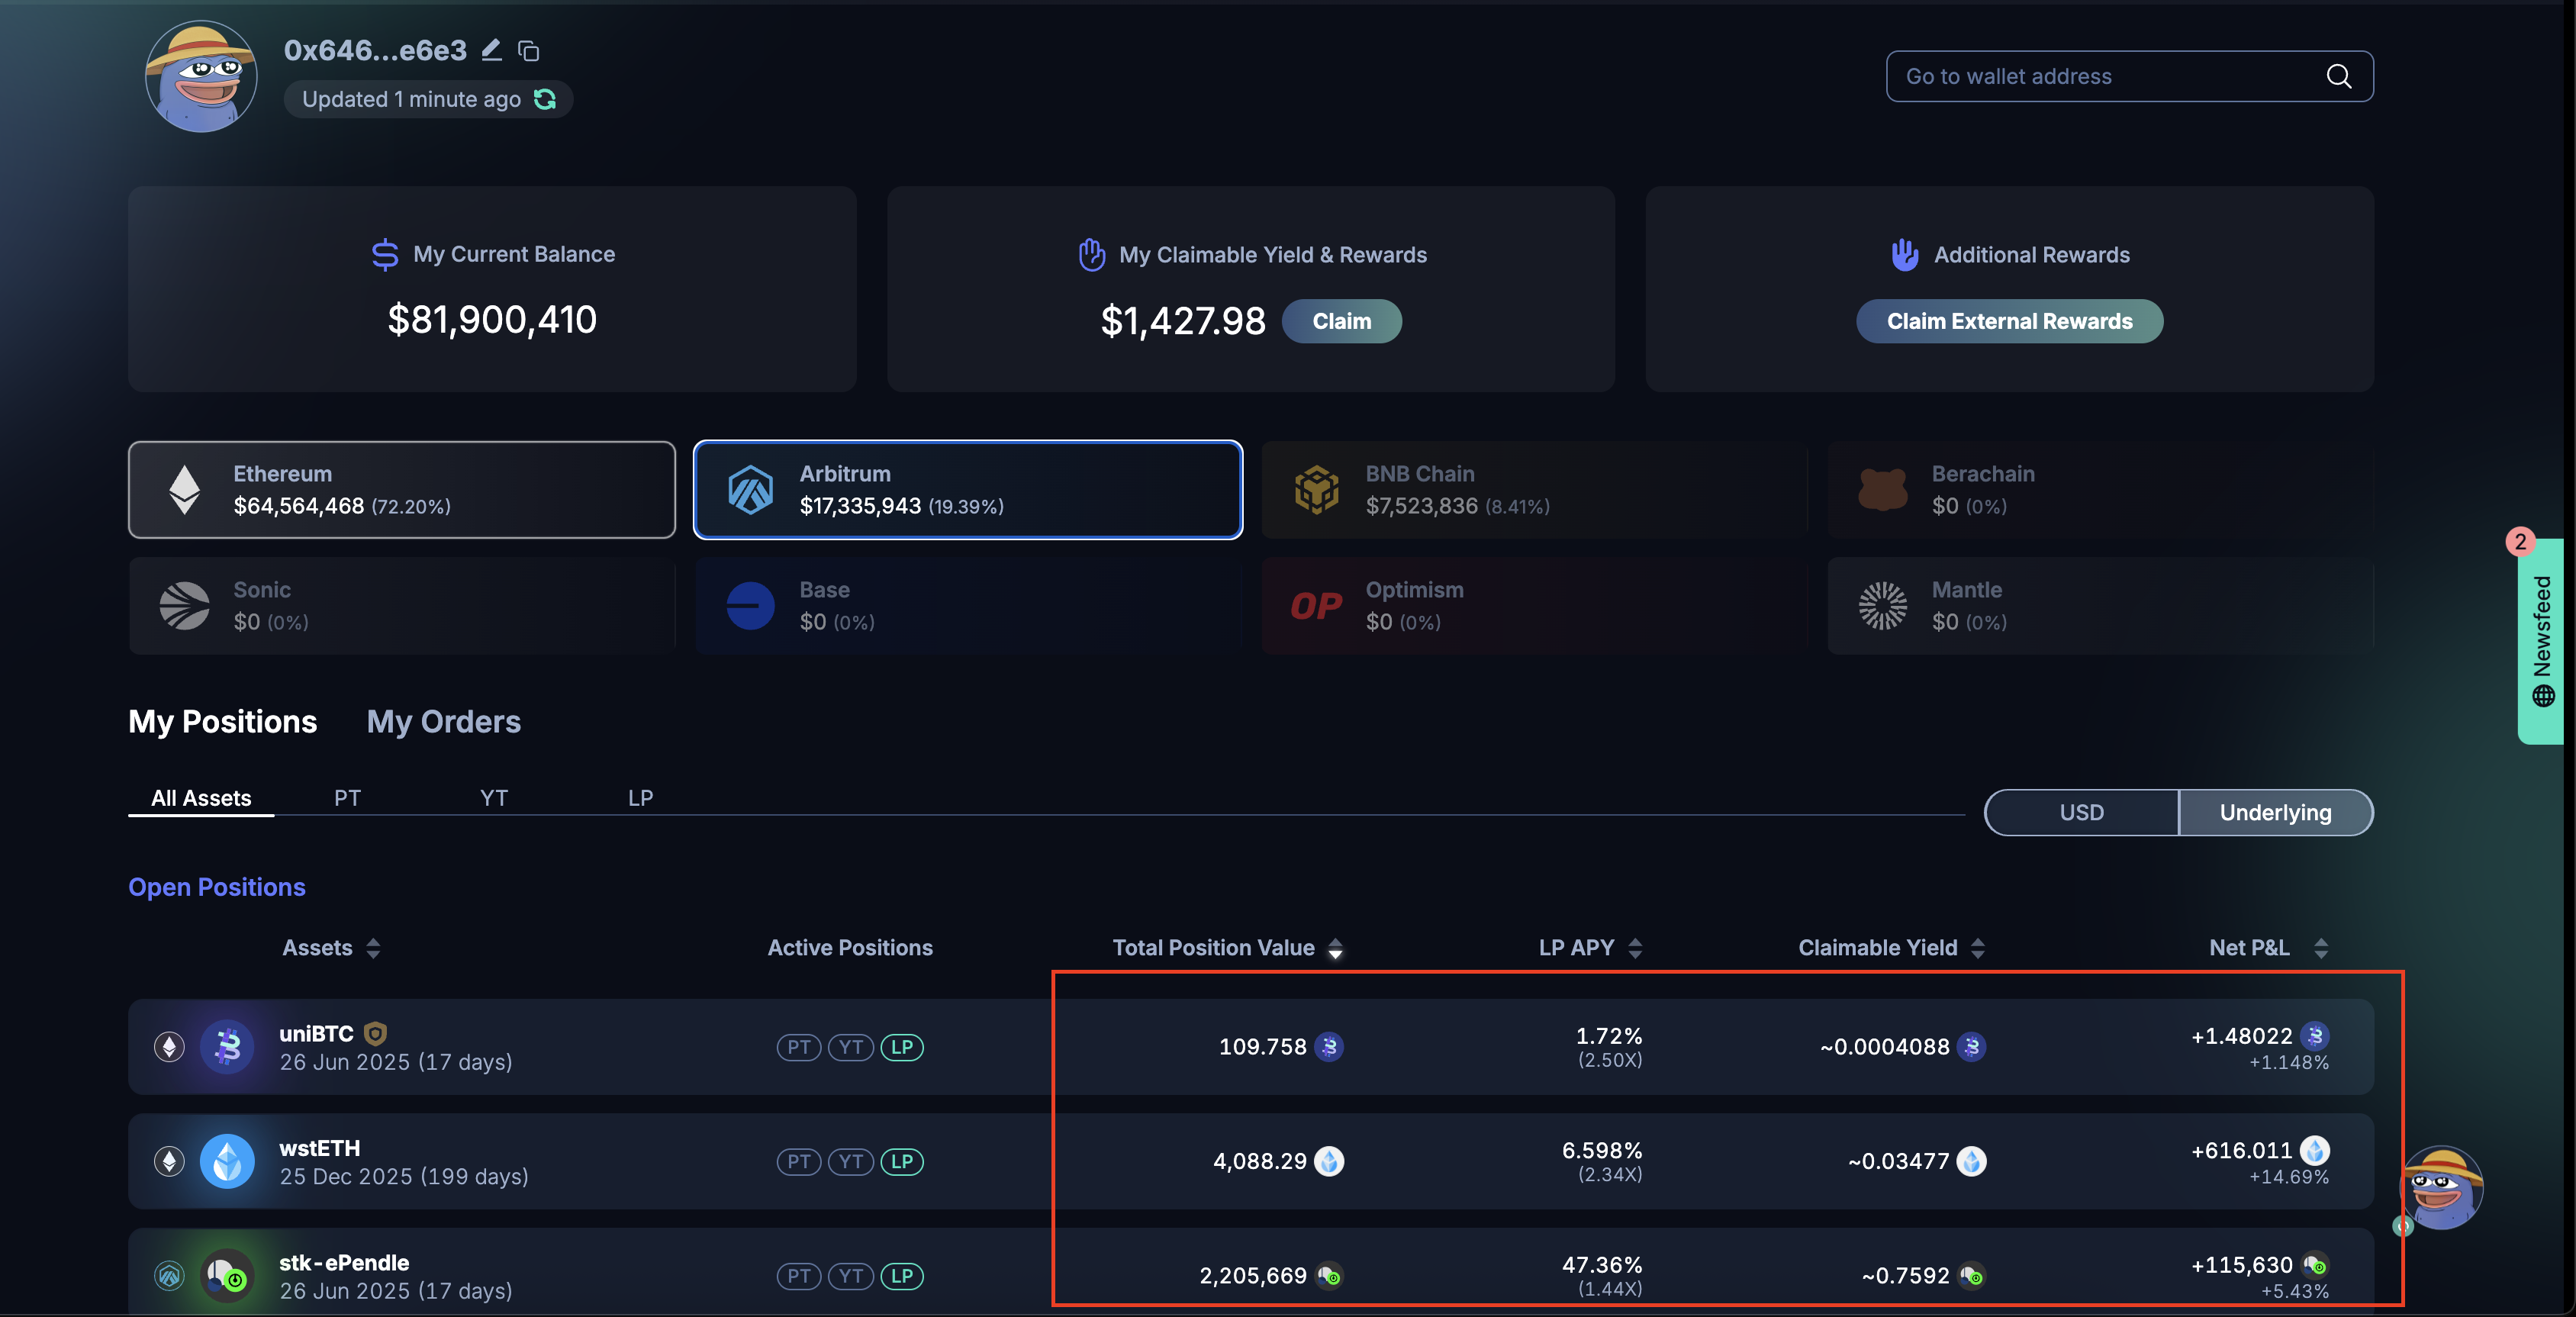 0x646...e6e3
Updated 1 minute ago
Go to wallet address
My Current Balance
$81,900,410
My Claimable Yield & Rewards
$1,427.98 Claim
Additional Rewards
Claim External Rewards
Ethereum
$64,564,468 (72.20%)
Arbitrum
$17,335,943 (19.39%)
BNB Chain
$7,523,836 (8.41%)
Berachain
$0 (0%)
Sonic
$0 (0%)
Base
$0 (0%)
OP
Optimism
$0 (0%)
Mantle
$0 (0%)
2
Newsfeed
My Positions My Orders
All Assets PT YT LP
USD Underlying
Open Positions
Assets Active Positions Total Position Value LP APY Claimable Yield Net P&L
uniBTC
26 Jun 2025 (17 days)
PT YT LP
109.758
1.72%
(2.50X)
~0.0004088
+1.48022
+1.148%
wstETH
25 Dec 2025 (199 days)
PT YT LP
4,088.29
6.598%
(2.34X)
~0.03477
+616.011
+14.69%
stk-ePendle
26 Jun 2025 (17 days)
PT YT LP
2,205,669
47.36%
(1.44X)
~0.7592
+115,630
+5.43%